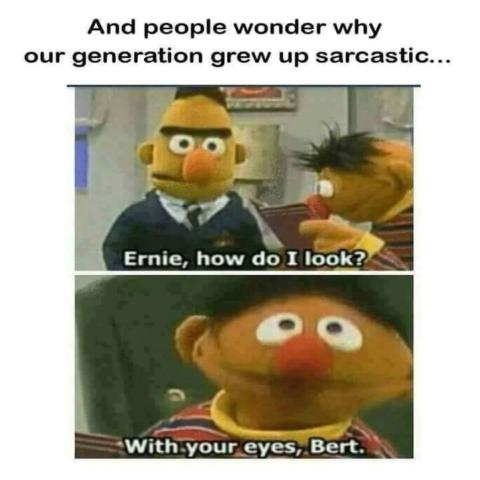 And people wonder why
our generation grew up sarcastic...
Ernie, how do I look?
With your eyes, Bert.